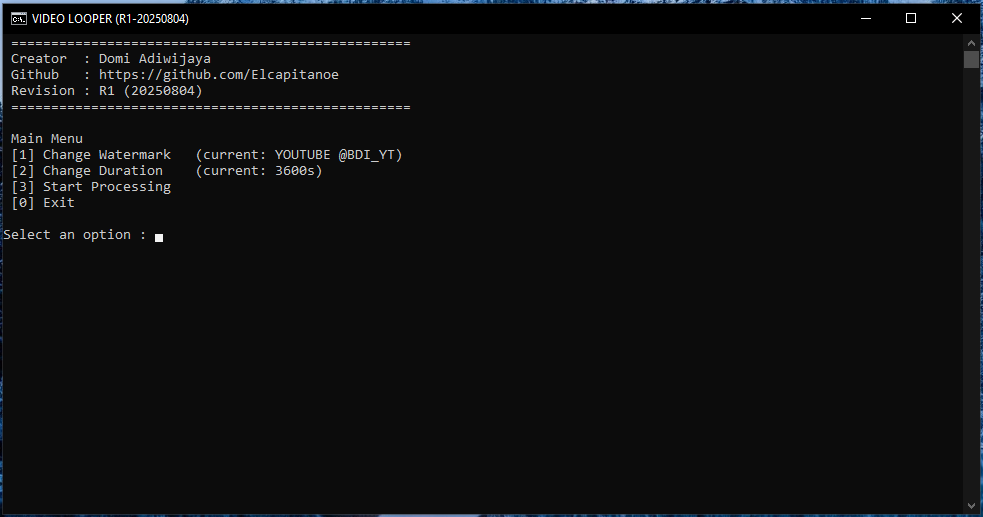 VIDEO LOOPER (R1-20250804)
==================================================
Creator  : Domi Adiwijaya
Github   : https://github.com/Elcapitanoe
Revision : R1 (20250804)
==================================================
Main Menu
[1] Change Watermark   (current: YOUTUBE @BDI_YT)
[2] Change Duration    (current: 3600s)
[3] Start Processing
[0] Exit
Select an option :